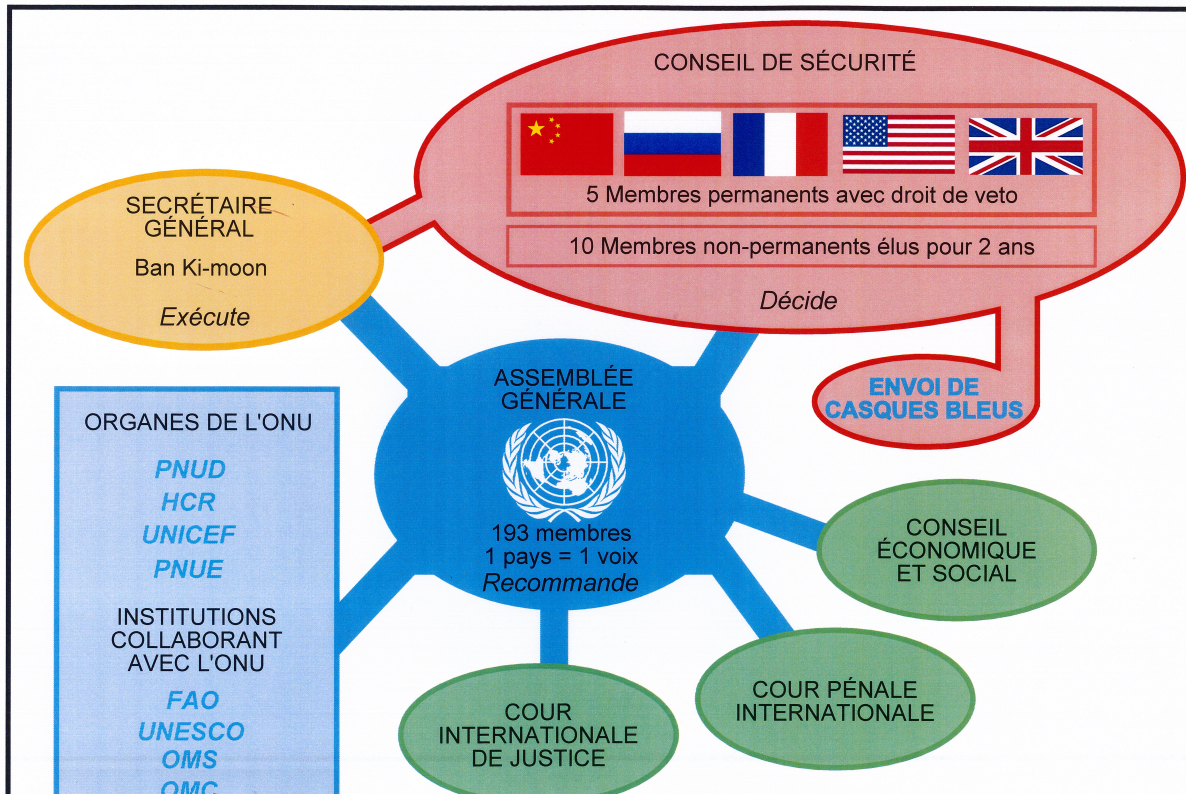 CONSEIL DE SÉCURITÉ
5 Membres permanents avec droit de veto
10 Membres non-permanents élus pour 2 ans
Décide
SECRÉTAIRE
GÉNÉRAL
Ban Ki-moon
Exécute
ENVOI DE
CASQUES BLEUS
ASSEMBLÉE
GÉNÉRALE
193 membres
1 pays = 1 voix
Recommande
ORGANES DE L'ONU
PNUD
HCR
UNICEF
PNUE
INSTITUTIONS
COLLABORANT
AVEC L'ONU
FAO
UNESCO
OMS
OMC
CONSEIL
ÉCONOMIQUE
ET SOCIAL
COUR PÉNALE
INTERNATIONALE
COUR
INTERNATIONALE
DE JUSTICE